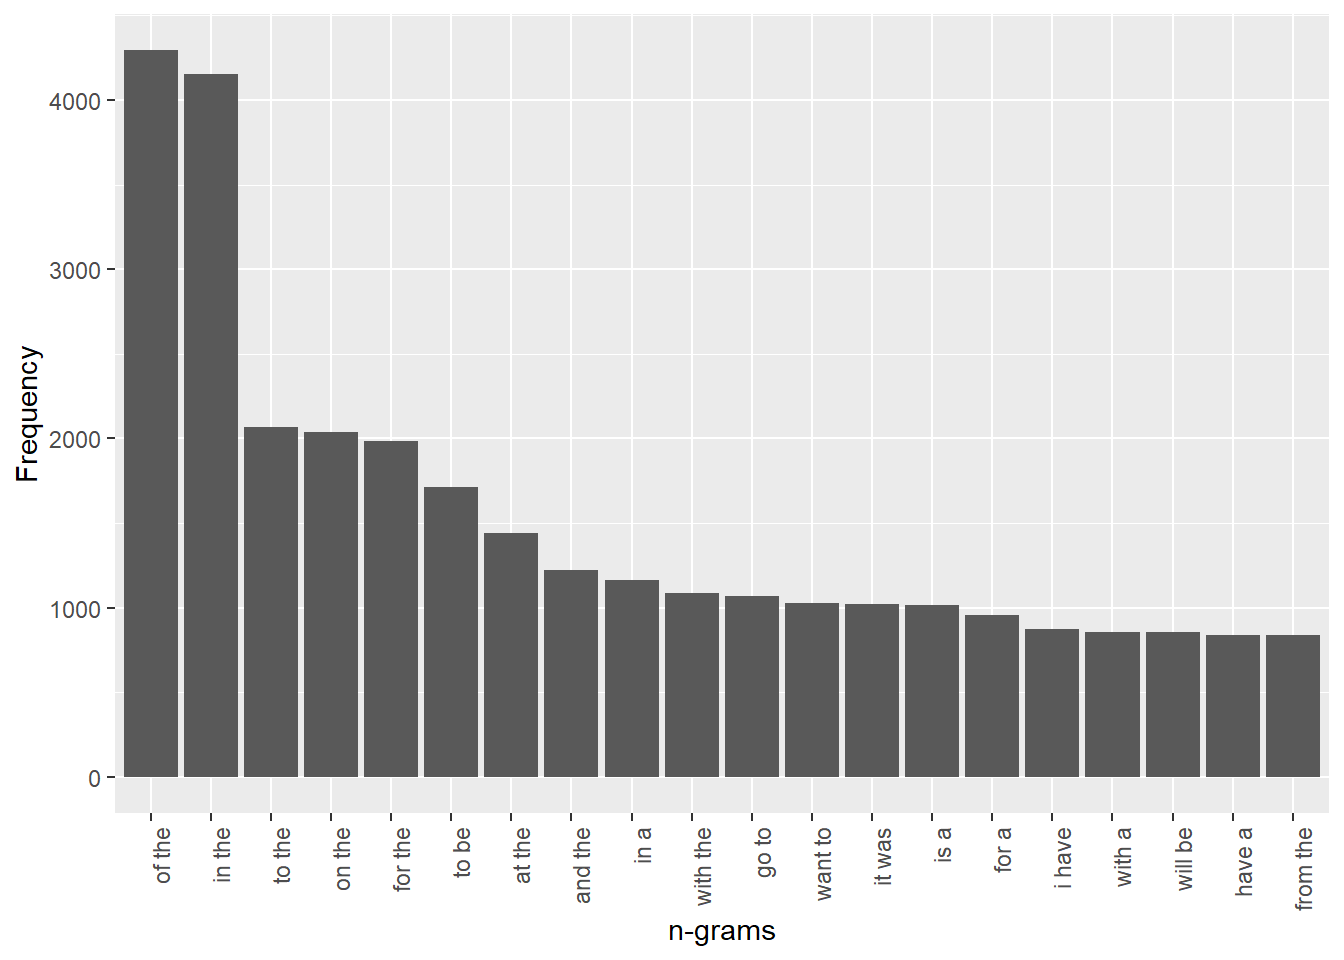 Frequency
4000
3000
2000
1000
0
of the
in the
to the
on the
for the
to be
at the
and the
in a
with the
go to
want to
it was
is a
for a
i have
with a
will be
have a
from the
n-grams